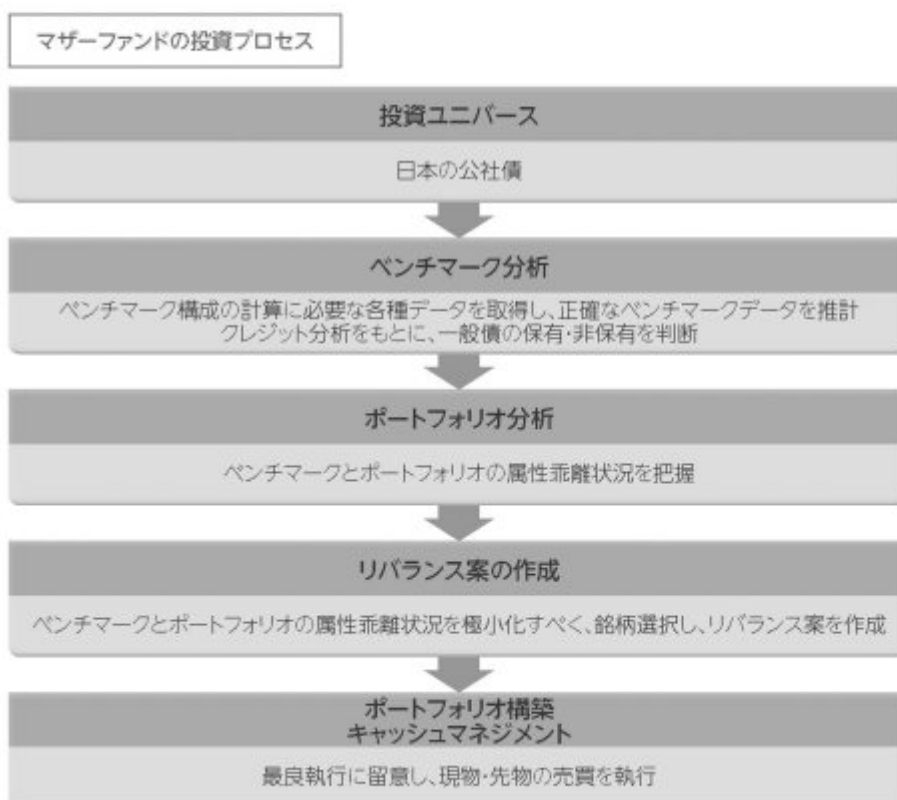 マザーファンドの投資プロセス
投資ユニバース
日本の公社債
ベンチマーク分析
ベンチマーク構成の計算に必要な各種データを取得し、正確なベンチマークデータを推計
クレジット分析をもとに、一般債の保有・非保有を判断
ポートフォリオ分析
ベンチマークとポートフォリオの属性乖離状況を把握
リバランス案の作成
ベンチマークとポートフォリオの属性乖離状況を極小化すべく、銘柄選択し、リバランス案を作成
ポートフォリオ構築
キャッシュマネジメント
最良執行に留意し、現物・先物の売買を執行